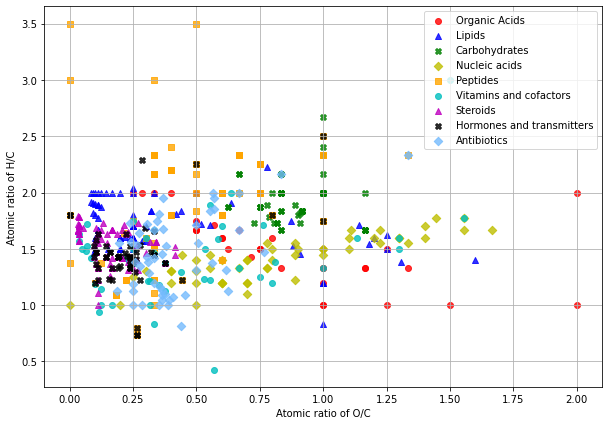 Organic Acids
Lipids
Carbohydrates
Nucleic acids
Peptides
Vitamins and cofactors
Steroids
Hormones and transmitters
Antibiotics
Atomic ratio of H/C
3.5
3.0
2.5
2.0
1.5
1.0
0.5
0.00 0.25 0.50 0.75 1.00 1.25 1.50 1.75 2.00
Atomic ratio of O/C